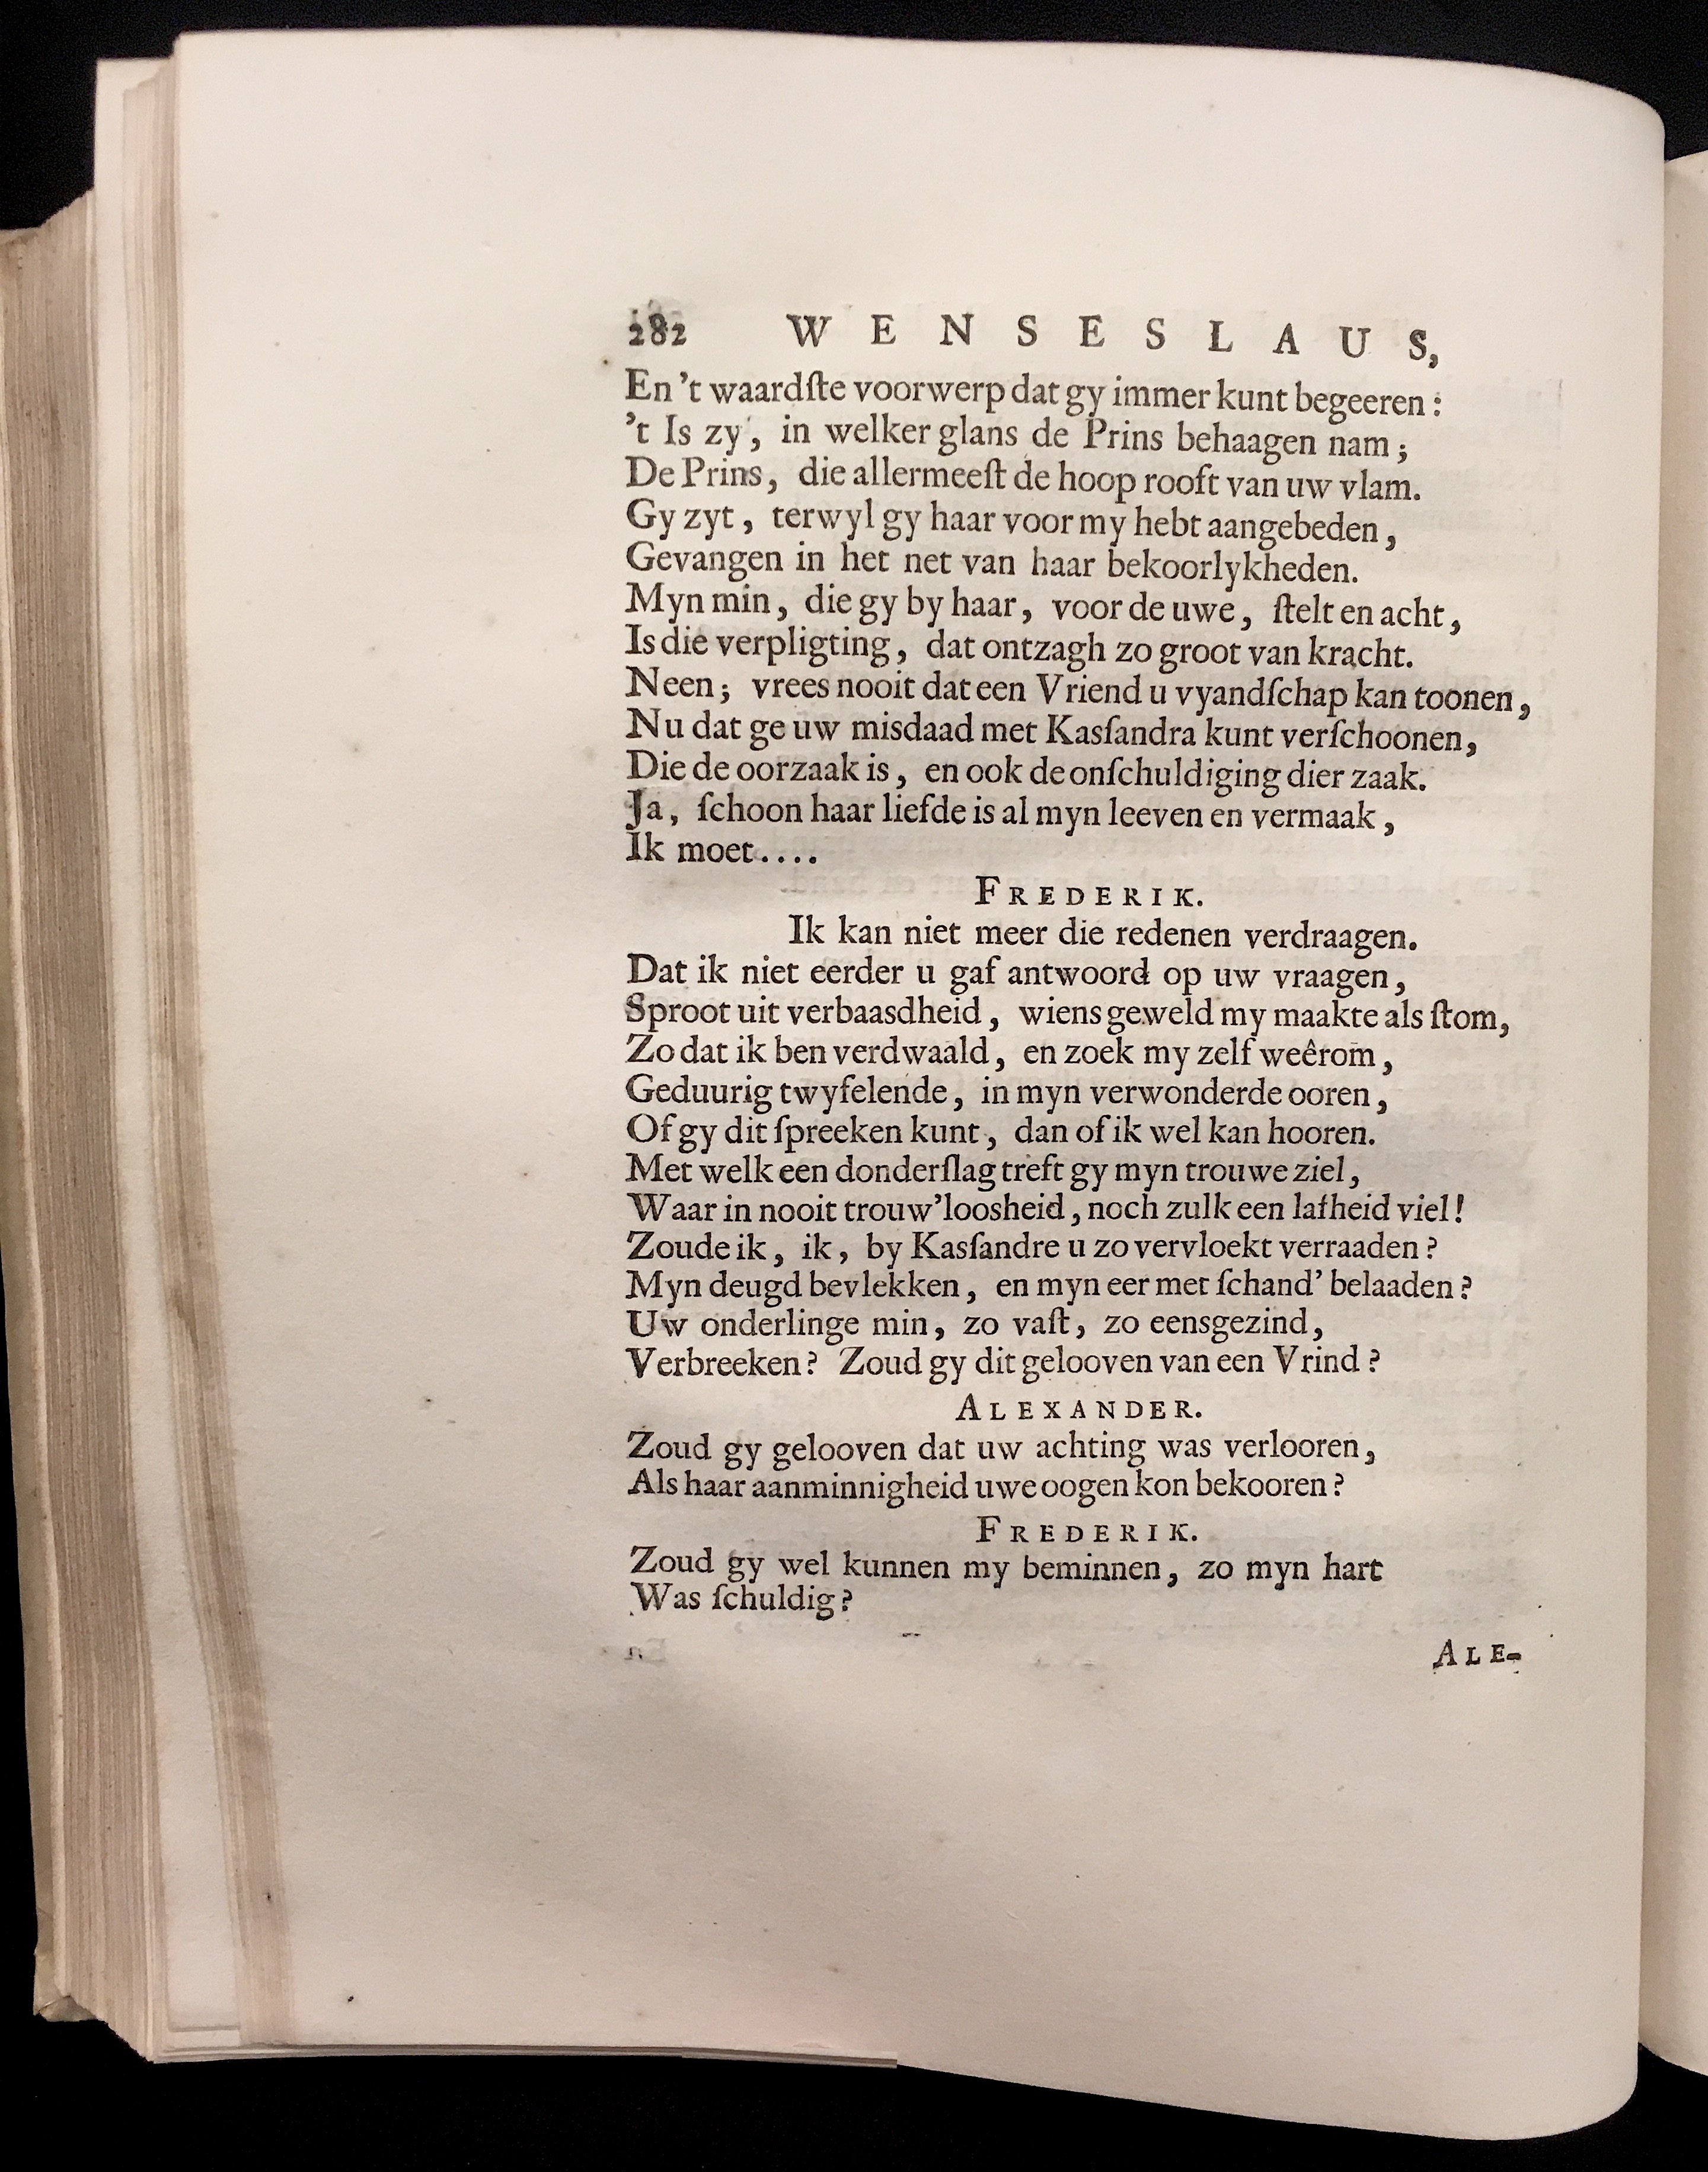 282 WENSESLAUS,
En 't waardſte voorwerp dat gy immer kunt begeeren:
't Is zy, in welker glans de Prins behaagen nam;
De Prins, die allermeeſt de hoop rooft van uw vlam.
Gy zyt, terwyl gy haar voor my hebt aangebeden,
Gevangen in het net van haar bekoorlykheden.
Myn min, die gy by haar, voor de uwe, ſtelt en acht,
Is die verpligting, dat ontzagh zo groot van kracht.
Neen; vrees nooit dat een Vriend u vyandſchap kan toonen,
Nu dat ge uw misdaad met Kasſandra kunt verſchoonen,
Die de oorzaak is, en ook de onſchuldiging dier zaak.
Ja, ſchoon haar liefde is al myn leeven en vermaak,
Ik moet....
FREDERIK.
Ik kan niet meer die redenen verdraagen.
Dat ik niet eerder u gaf antwoord op uw vraagen,
Sproot uit verbaasdheid, wiens geweld my maakte als ſtom,
Zo dat ik ben verdwaald, en zoek my zelf weêrom,
Geduurig twyfelende, in myn verwonderde ooren,
Of gy dit ſpreeken kunt, dan of ik wel kan hooren.
Met welk een donderſlag treft gy myn trouwe ziel,
Waar in nooit trouw'loosheid, noch zulk een lafheid viel!
Zoude ik, ik, by Kasſandre u zo vervloekt verraaden?
Myn deugd bevlekken, en myn eer met ſchand' belaaden?
Uw onderlinge min, zo vaſt, zo eensgezind,
Verbreeken? Zoud gy dit gelooven van een Vrind?
ALEXANDER.
Zoud gy gelooven dat uw achting was verlooren,
Als haar aanminnigheid uwe oogen kon bekooren?
FREDERIK.
Zoud gy wel kunnen my beminnen, zo myn hart
Was ſchuldig?
ALE-